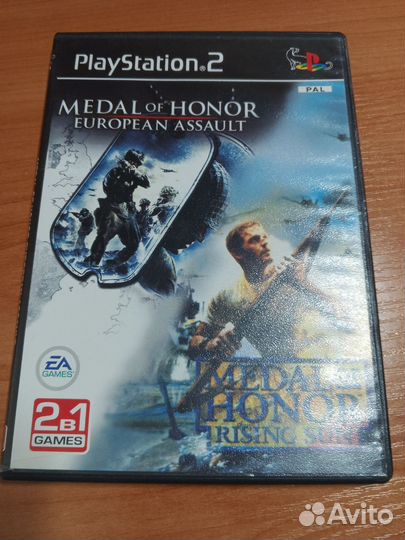 PlayStation.2
PAL
MEDAL OF HONOR
EUROPEAN ASSAULT
EA
GAMES
MEDAL OF
HONOR
RISING SUN
2в1
GAMES
Avito